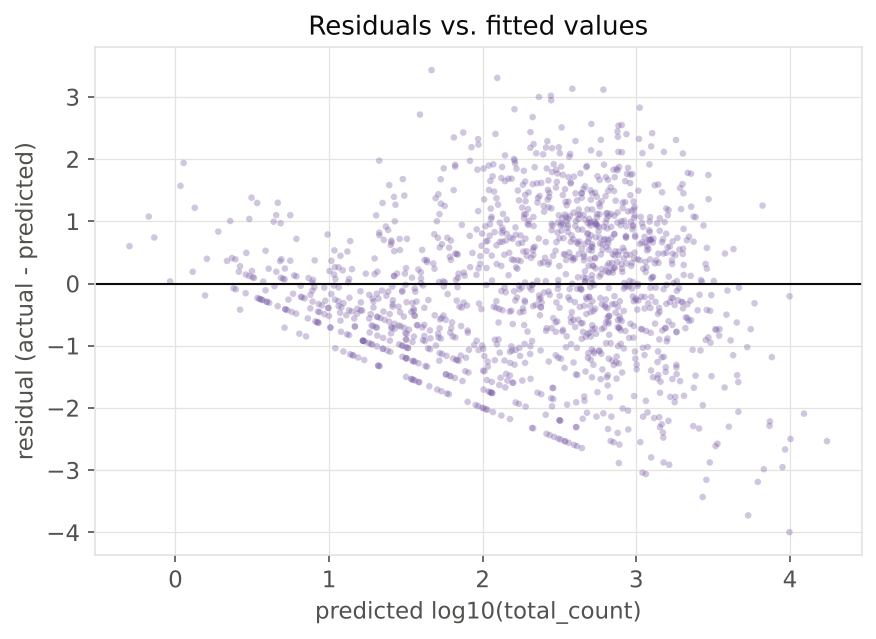 Residuals vs. fitted values
residual (actual - predicted)
3
2
1
0
−1
−2
−3
−4
0 1 2 3 4
predicted log10(total_count)